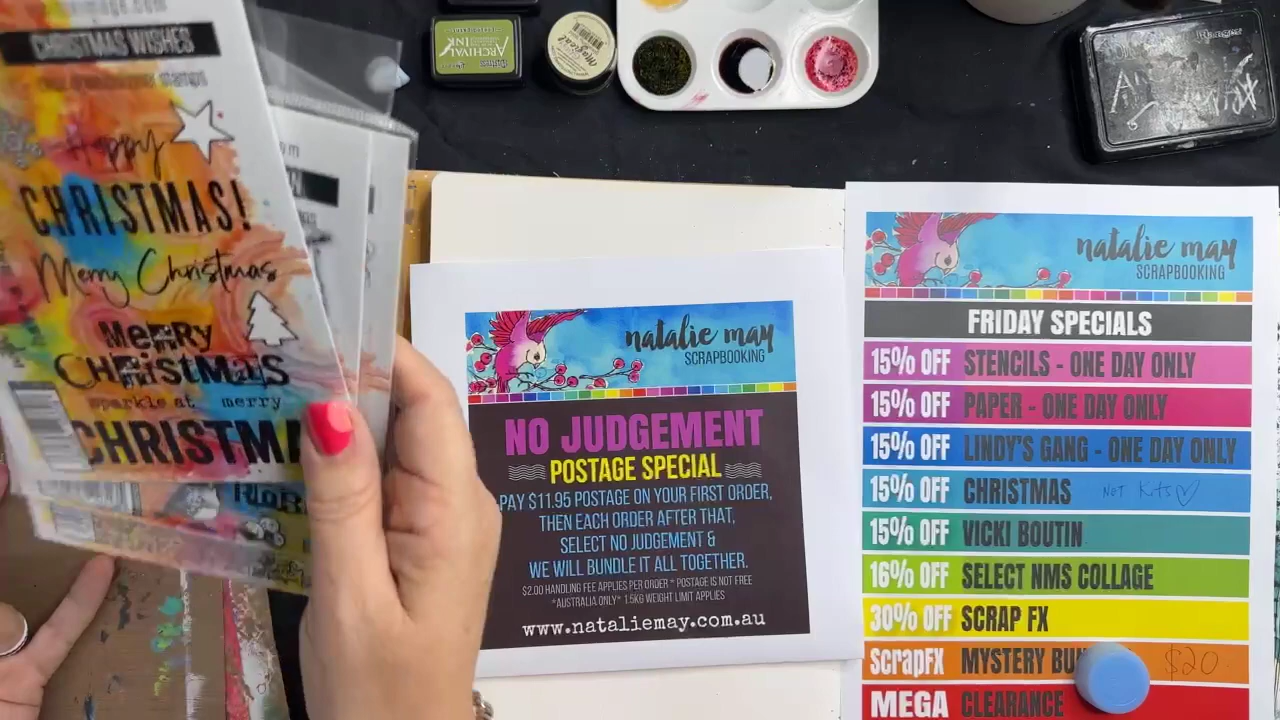 CHRISTMAS WISHES
stamps
Happy
CHRISTMAS!
Merry Christmas
MERRY
CHRISTMAS
sparkle at merry
CHRISTMA
ARCHIVAL
INK
natalie may
SCRAPBOOKING
NO JUDGEMENT
POSTAGE SPECIAL
PAY $11.95 POSTAGE ON YOUR FIRST ORDER,
THEN EACH ORDER AFTER THAT,
SELECT NO JUDGEMENT &
WE WILL BUNDLE IT ALL TOGETHER.
$2.00 HANDLING FEE APPLIES PER ORDER * POSTAGE IS NOT FREE
*AUSTRALIA ONLY* 1.5KG WEIGHT LIMIT APPLIES
www.nataliemay.com.au
natalie may
SCRAPBOOKING
FRIDAY SPECIALS
15% OFF STENCILS - ONE DAY ONLY
15% OFF PAPER - ONE DAY ONLY
15% OFF LINDY'S GANG - ONE DAY ONLY
15% OFF CHRISTMAS NOT Kits♡
15% OFF VICKI BOUTIN
16% OFF SELECT NMS COLLAGE
30% OFF SCRAP FX
ScrapFX MYSTERY BU $20
MEGA CLEARANCE